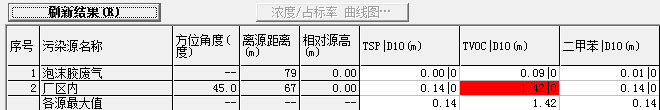 刷新结果(R) 浓度/占标率 曲线图…
序号 污染源名称 方位角度(度) 离源距离(m) 相对源高(m) TSP|D10(m) TVOC|D10(m) 二甲苯|D10(m)
1 泡沫胶废气 -- 79 0.00 0.00|0 0.09|0 0.01|0
2 厂区内 45.0 67 0.00 0.14|0 1.42|0 0.14|0
各源最大值 -- -- -- 0.14 1.42 0.14